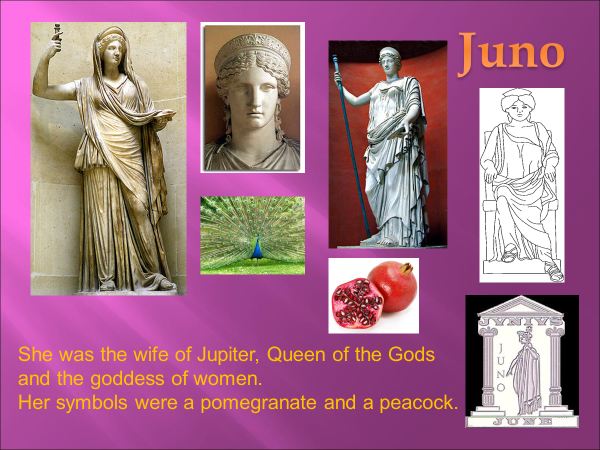 Juno
She was the wife of Jupiter, Queen of the Gods
and the goddess of women.
Her symbols were a pomegranate and a peacock.
JVNIVS
JUNO
JUNE